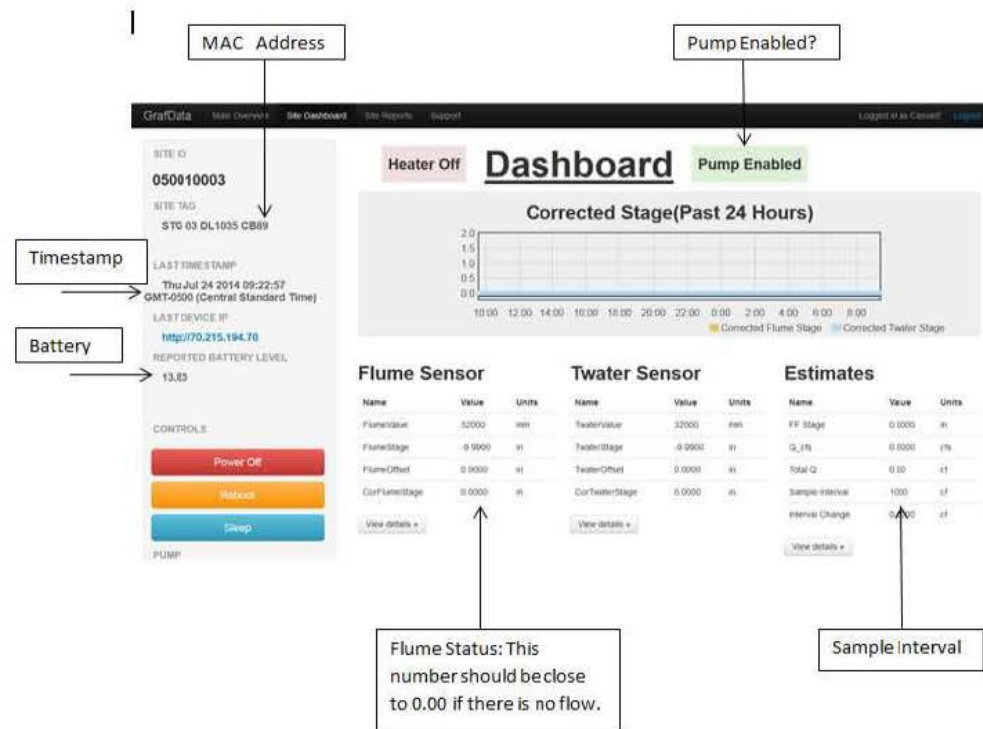 MAC Address
Pump Enabled?
GrafData Main Overview Site Dashboard Site Reports Support Logged in as Logout
SITE ID
050010003
SITE TAG
STG 03 DL1035 CB89
Timestamp
LAST TIMESTAMP
Thu Jul 24 2014 09:22:57
GMT-0500 (Central Standard Time)
LAST DEVICE IP
http://70.215.194.70
Battery
REPORTED BATTERY LEVEL
13.83
CONTROLS
Power Off
Reboot
Sleep
PUMP
Heater Off
Dashboard
Pump Enabled
Corrected Stage(Past 24 Hours)
2.0
1.5
1.0
0.5
0.0
10:00 12:00 14:00 16:00 18:00 20:00 22:00 0:00 2:00 4:00 6:00 8:00
Corrected Flume Stage Corrected Twater Stage
Flume Sensor
Name Value Units
FlumeValue 32000 mm
FlumeStage -9.9900 in
FlumeOffset 0.0000 in
CorFlumeStage 0.0000 in
View details »
Twater Sensor
Name Value Units
TwaterValue 32000 mm
TwaterStage -9.9900 in
TwaterOffset 0.0000 in
CorTwaterStage 0.0000 in
View details »
Estimates
Name Value Units
FF Stage 0.0000 in
Q_cfs 0.0000 cfs
Total Q 0.00 cf
Sample Interval 1000 cf
Interval Change cf
View details »
Flume Status: This
number should be close
to 0.00 if there is no flow.
Sample Interval